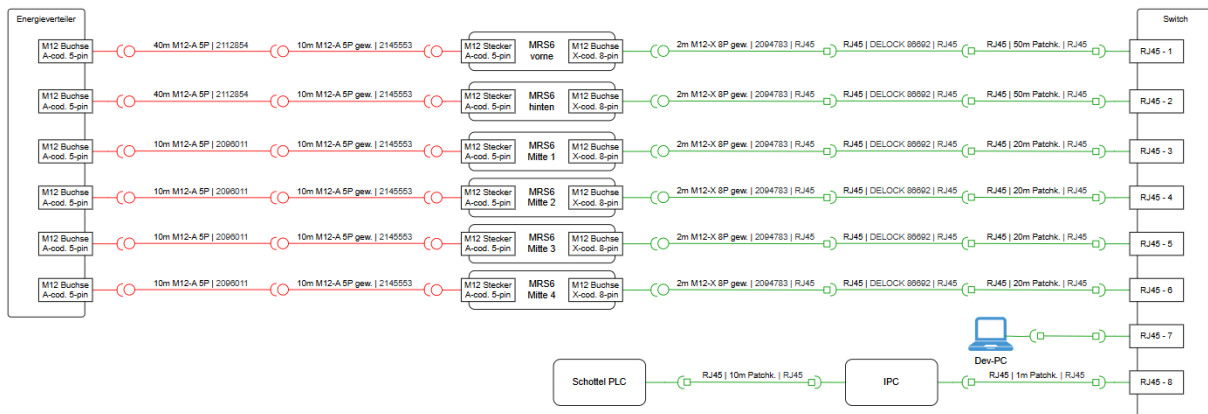 Energieverteiler
Switch
M12 Buchse
A-cod. 5-pin
40m M12-A 5P | 2112854
10m M12-A 5P gew. | 2145553
M12 Stecker
A-cod. 5-pin
MRS6
vorne
M12 Buchse
X-cod. 8-pin
2m M12-X 8P gew. | 2094783 | RJ45
RJ45 | DELOCK 86692 | RJ45
RJ45 | 50m Patchk. | RJ45
RJ45 - 1
M12 Buchse
A-cod. 5-pin
40m M12-A 5P | 2112854
10m M12-A 5P gew. | 2145553
M12 Stecker
A-cod. 5-pin
MRS6
hinten
M12 Buchse
X-cod. 8-pin
2m M12-X 8P gew. | 2094783 | RJ45
RJ45 | DELOCK 86692 | RJ45
RJ45 | 50m Patchk. | RJ45
RJ45 - 2
M12 Buchse
A-cod. 5-pin
10m M12-A 5P | 2096011
10m M12-A 5P gew. | 2145553
M12 Stecker
A-cod. 5-pin
MRS6
Mitte 1
M12 Buchse
X-cod. 8-pin
2m M12-X 8P gew. | 2094783 | RJ45
RJ45 | DELOCK 86692 | RJ45
RJ45 | 20m Patchk. | RJ45
RJ45 - 3
M12 Buchse
A-cod. 5-pin
10m M12-A 5P | 2096011
10m M12-A 5P gew. | 2145553
M12 Stecker
A-cod. 5-pin
MRS6
Mitte 2
M12 Buchse
X-cod. 8-pin
2m M12-X 8P gew. | 2094783 | RJ45
RJ45 | DELOCK 86692 | RJ45
RJ45 | 20m Patchk. | RJ45
RJ45 - 4
M12 Buchse
A-cod. 5-pin
10m M12-A 5P | 2096011
10m M12-A 5P gew. | 2145553
M12 Stecker
A-cod. 5-pin
MRS6
Mitte 3
M12 Buchse
X-cod. 8-pin
2m M12-X 8P gew. | 2094783 | RJ45
RJ45 | DELOCK 86692 | RJ45
RJ45 | 20m Patchk. | RJ45
RJ45 - 5
M12 Buchse
A-cod. 5-pin
10m M12-A 5P | 2096011
10m M12-A 5P gew. | 2145553
M12 Stecker
A-cod. 5-pin
MRS6
Mitte 4
M12 Buchse
X-cod. 8-pin
2m M12-X 8P gew. | 2094783 | RJ45
RJ45 | DELOCK 86692 | RJ45
RJ45 | 20m Patchk. | RJ45
RJ45 - 6
Dev-PC
RJ45 - 7
Schottel PLC
RJ45 | 10m Patchk. | RJ45
IPC
RJ45 | 1m Patchk. | RJ45
RJ45 - 8